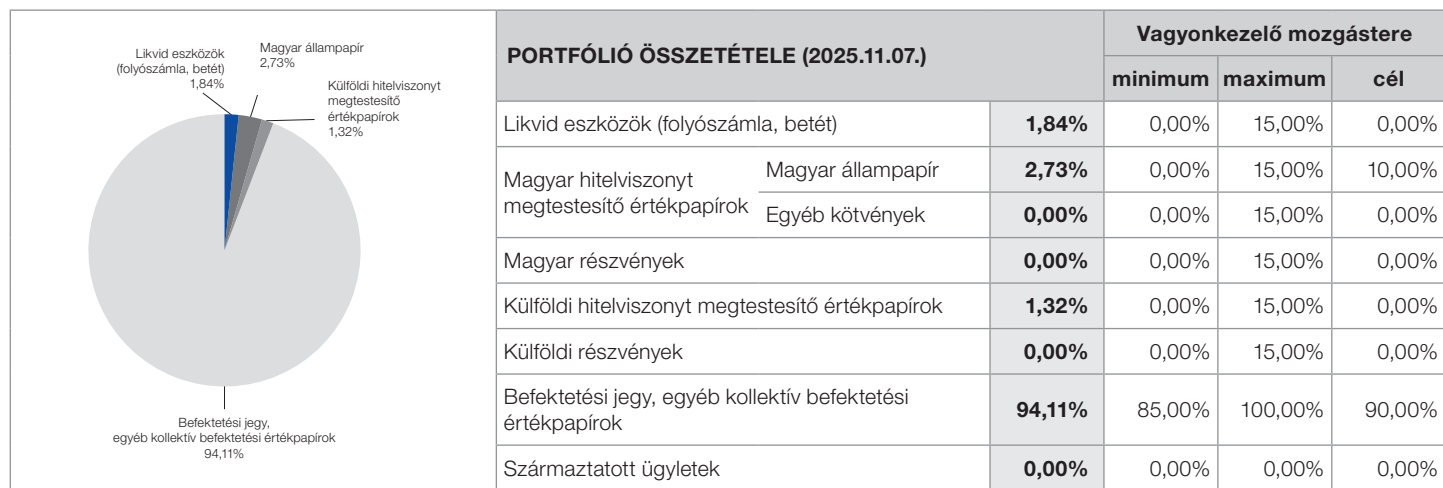 Likvid eszközök
(folyószámla, betét)
1,84%
Magyar állampapír
2,73%
Külföldi hitelviszonyt
megtestesítő
értékpapírok
1,32%
Befektetési jegy,
egyéb kollektív befektetési értékpapírok
94,11%
PORTFÓLIÓ ÖSSZETÉTELE (2025.11.07.) Vagyonkezelő mozgástere
minimum maximum cél
Likvid eszközök (folyószámla, betét) 1,84% 0,00% 15,00% 0,00%
Magyar hitelviszonyt
megtestesítő értékpapírok
Magyar állampapír 2,73% 0,00% 15,00% 10,00%
Egyéb kötvények 0,00% 0,00% 15,00% 0,00%
Magyar részvények 0,00% 0,00% 15,00% 0,00%
Külföldi hitelviszonyt megtestesítő értékpapírok 1,32% 0,00% 15,00% 0,00%
Külföldi részvények 0,00% 0,00% 15,00% 0,00%
Befektetési jegy, egyéb kollektív befektetési
értékpapírok 94,11% 85,00% 100,00% 90,00%
Származtatott ügyletek 0,00% 0,00% 0,00% 0,00%